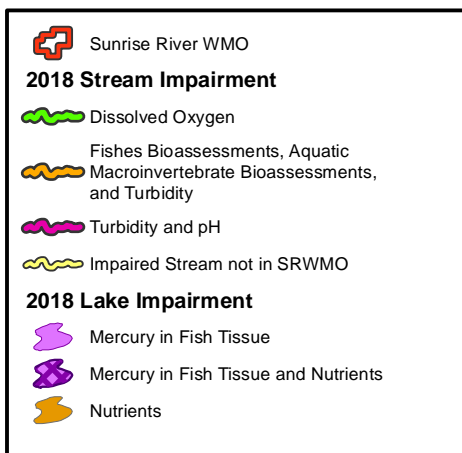 Sunrise River WMO
2018 Stream Impairment
Dissolved Oxygen
Fishes Bioassessments, Aquatic
Macroinvertebrate Bioassessments,
and Turbidity
Turbidity and pH
Impaired Stream not in SRWMO
2018 Lake Impairment
Mercury in Fish Tissue
Mercury in Fish Tissue and Nutrients
Nutrients